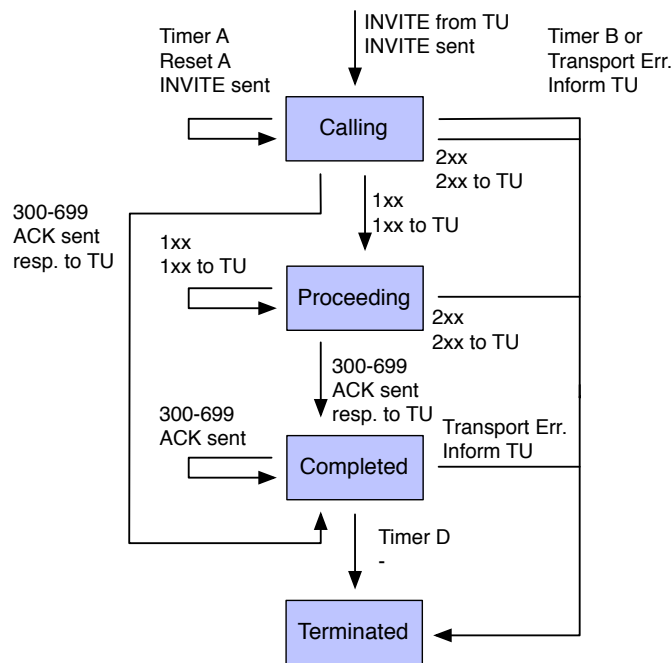 INVITE from TU
INVITE sent
Timer A
Reset A
INVITE sent
Timer B or
Transport Err.
Inform TU
Calling
2xx
2xx to TU
300-699
ACK sent
resp. to TU
1xx
1xx to TU
1xx
1xx to TU
Proceeding
2xx
2xx to TU
300-699
ACK sent
resp. to TU
300-699
ACK sent
Transport Err.
Inform TU
Completed
Timer D
-
Terminated